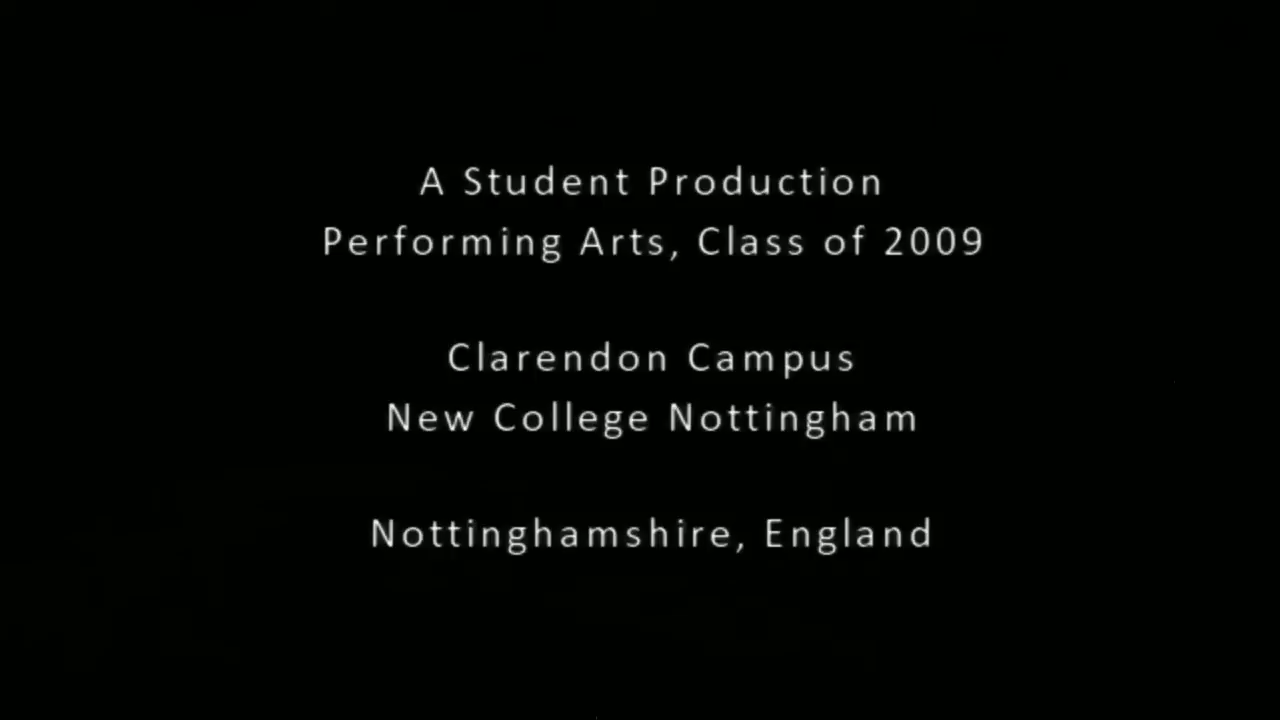 A Student Production
Performing Arts, Class of 2009
Clarendon Campus
New College Nottingham
Nottinghamshire, England